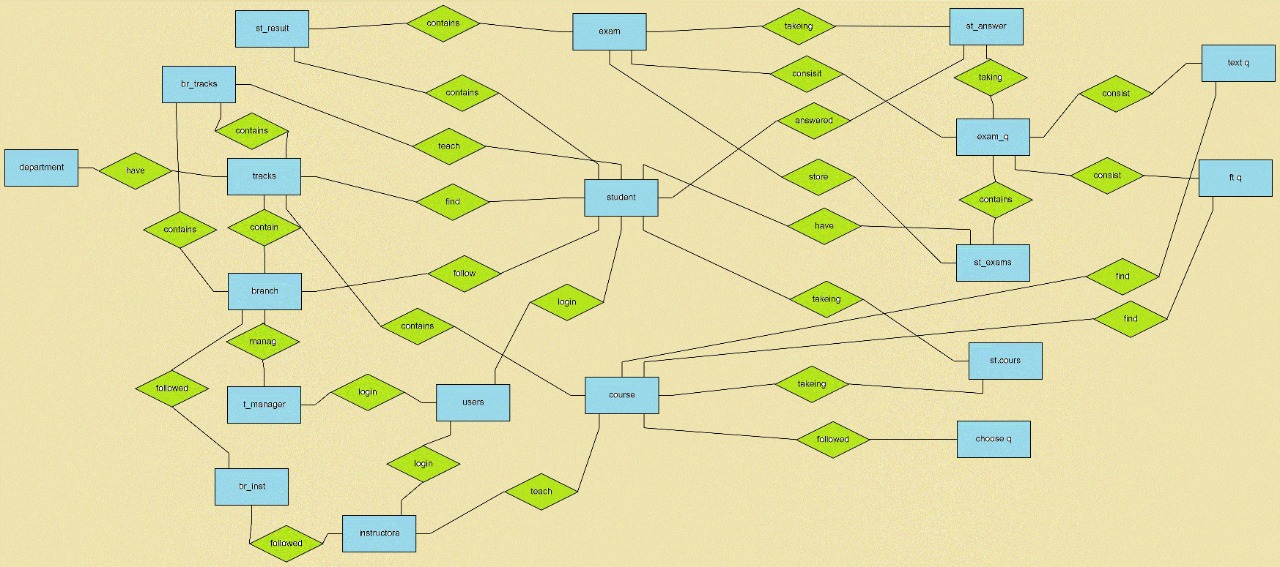 st_result
contains
exam
takeing
st_answer
br_tracks
contains
consisit
taking
consist
text q
contains
teach
answered
exam_q
department
have
tracks
find
student
store
consist
ft q
contains
contain
have
contains
st_exams
branch
follow
login
takeing
find
find
manag
contains
st.cours
followed
t_manager
login
users
course
takeing
followed
choose q
login
br_inst
teach
followed
instructore